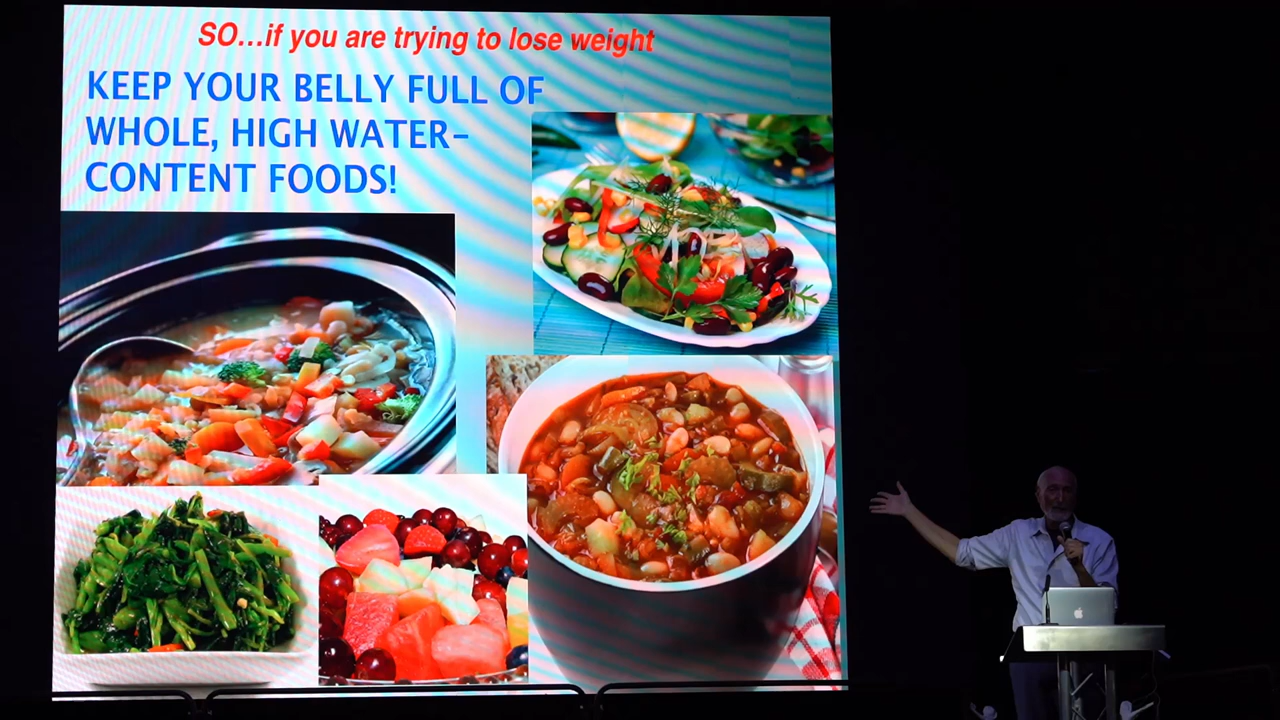 SO...if you are trying to lose weight
KEEP YOUR BELLY FULL OF
WHOLE, HIGH WATER-
CONTENT FOODS!